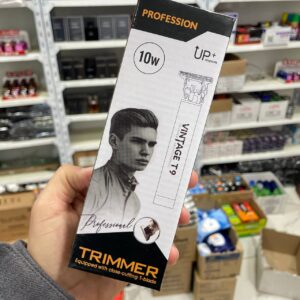 PROFESSION
10w
UP+
VINTAGE T9
Professional
TRIMMER
Equipped with close-cutting T-blade